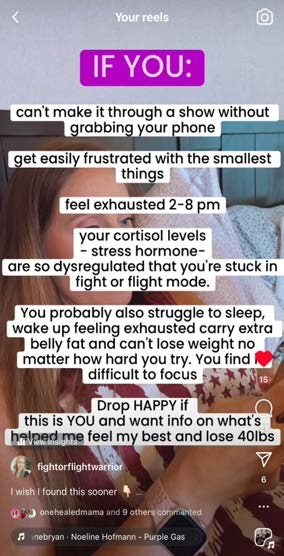 Your reels
IF YOU:
can't make it through a show without
grabbing your phone
get easily frustrated with the smallest
things
feel exhausted 2-8 pm
your cortisol levels
- stress hormone-
are so dysregulated that you're stuck in
fight or flight mode.
You probably also struggle to sleep,
wake up feeling exhausted carry extra
belly fat and can't lose weight no
matter how hard you try. You find
difficult to focus
15
Drop HAPPY if
this is YOU and want info on what's
helped me feel my best and lose 40lbs
View insights
fightorflightwarrior
6
I wish I found this sooner 👇 ...
onehealedmama and 9 others commented
nebryan · Noeline Hofmann - Purple Gas